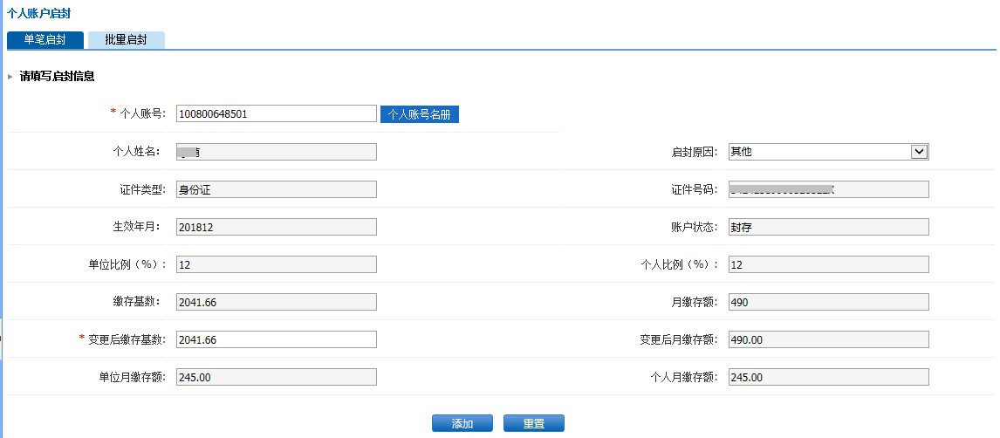 个人账户启封
单笔启封 批量启封
请填写启封信息
* 个人账号: 100800648501 个人账号名册
个人姓名: 启封原因: 其他
证件类型: 身份证 证件号码:
生效年月: 201812 账户状态: 封存
单位比例（%）: 12 个人比例（%）: 12
缴存基数: 2041.66 月缴存额: 490
* 变更后缴存基数: 2041.66 变更后月缴存额: 490.00
单位月缴存额: 245.00 个人月缴存额: 245.00
添加 重置